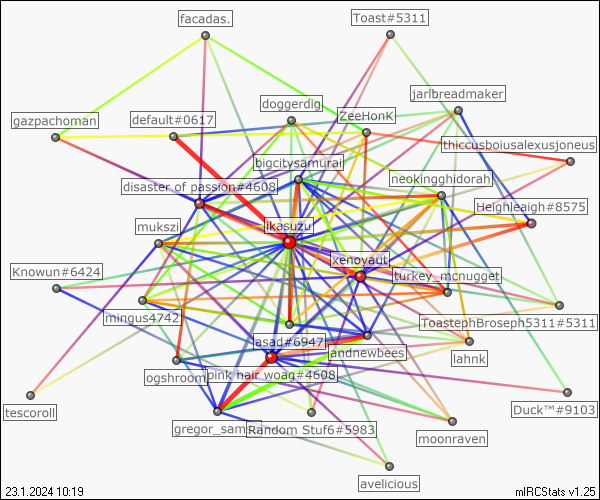 facadas.
Toast#5311
jarlbreadmaker
doggerdig
gazpachoman
default#0617
ZeeHonK
thiccusboiusalexusjoneus
bigcitysamurai
disaster of passion#4608
neokingghidorah
Heighleaigh#8575
mukszi
ikasuzu
xenoyaut
Knowun#6424
turkey_mcnugget
mingus4742
ToastephBroseph5311#5311
lasad#6947
andnewbees
lahnk
ogshroom
pink hair woag#4608
tescoroll
Duck™#9103
gregor_sam
Random Stuf6#5983
moonraven
avelicious
23.1.2024 10:19
mIRCStats v1.25